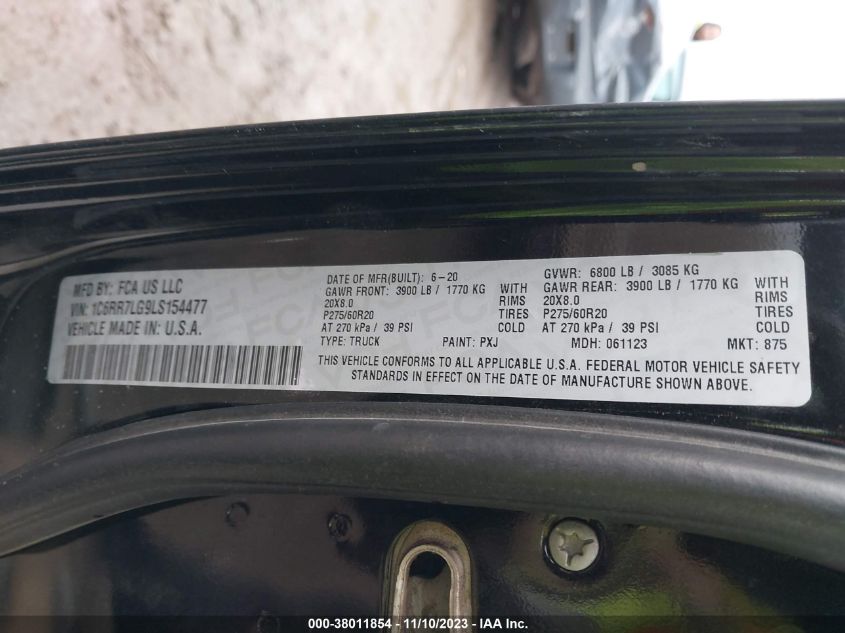 MFD BY: FCA US LLC
VIN: 1C6RR7LG9LS154477
VEHICLE MADE IN U.S.A.
DATE OF MFR(BUILT): 6-20
GAWR FRONT: 3900 LB / 1770 KG WITH
20X8.0 RIMS
P275/60R20 TIRES
AT 270 kPa / 39 PSI COLD
TYPE: TRUCK PAINT: PXJ
GVWR: 6800 LB / 3085 KG
GAWR REAR: 3900 LB / 1770 KG WITH
20X8.0 RIMS
P275/60R20 TIRES
AT 270 kPa / 39 PSI COLD
MDH: 061123 MKT: 875
THIS VEHICLE CONFORMS TO ALL APPLICABLE U.S.A. FEDERAL MOTOR VEHICLE SAFETY
STANDARDS IN EFFECT ON THE DATE OF MANUFACTURE SHOWN ABOVE.
000-38011854 — 11/10/2023 — IAA Inc.